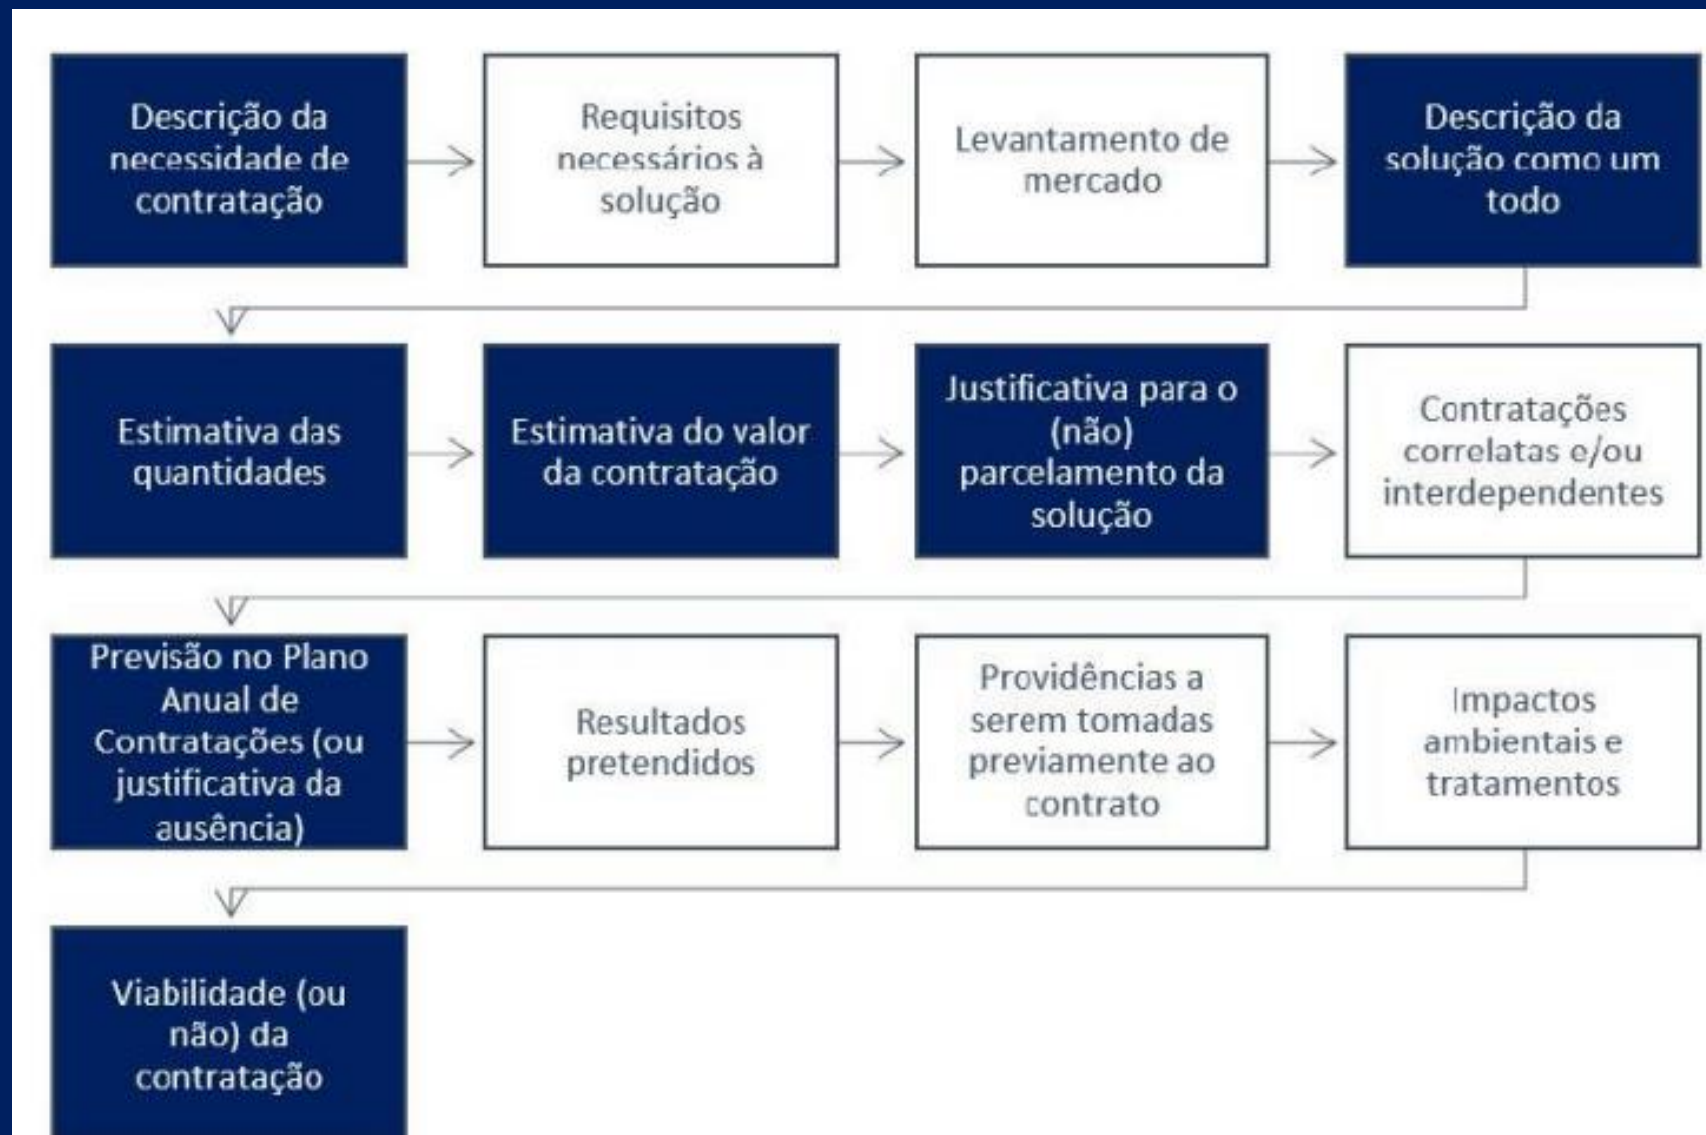 Descrição da
necessidade de
contratação
Requisitos
necessários à
solução
Levantamento de
mercado
Descrição da
solução como um
todo
Estimativa das
quantidades
Estimativa do valor
da contratação
Justificativa para o
(não)
parcelamento da
solução
Contratações
correlatas e/ou
interdependentes
Previsão no Plano
Anual de
Contratações (ou
justificativa da
ausência)
Resultados
pretendidos
Providências a
serem tomadas
previamente ao
contrato
Impactos
ambientais e
tratamentos
Viabilidade (ou
não) da
contratação